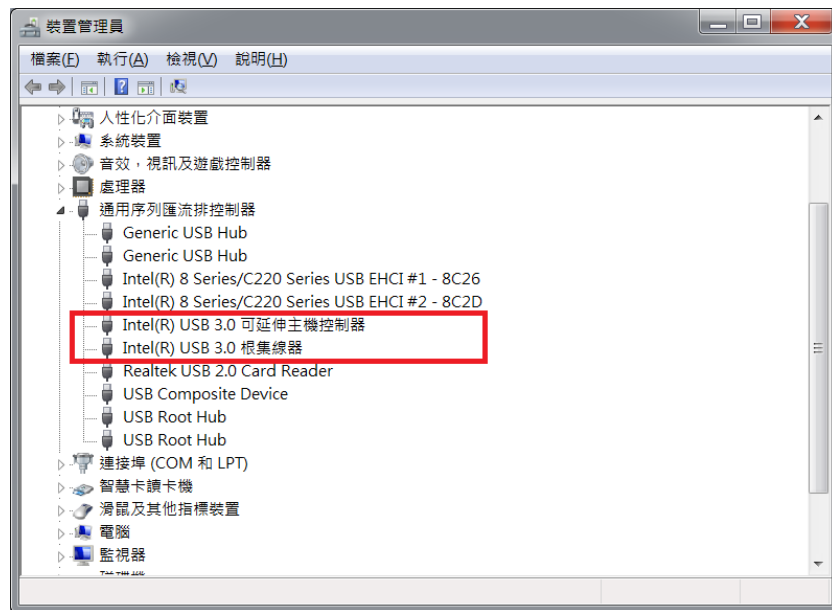 裝置管理員
檔案(F) 執行(A) 檢視(V) 說明(H)
人性化介面裝置
系統裝置
音效，視訊及遊戲控制器
處理器
通用序列匯流排控制器
Generic USB Hub
Generic USB Hub
Intel(R) 8 Series/C220 Series USB EHCI #1 - 8C26
Intel(R) 8 Series/C220 Series USB EHCI #2 - 8C2D
Intel(R) USB 3.0 可延伸主機控制器
Intel(R) USB 3.0 根集線器
Realtek USB 2.0 Card Reader
USB Composite Device
USB Root Hub
USB Root Hub
連接埠 (COM 和 LPT)
智慧卡讀卡機
滑鼠及其他指標裝置
電腦
監視器